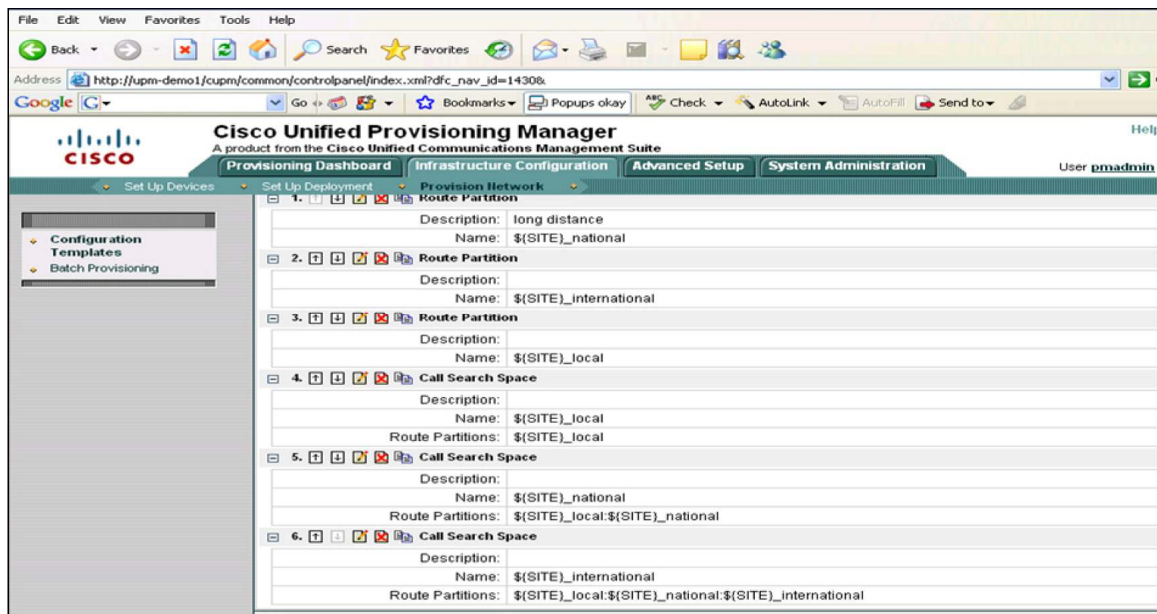 File Edit View Favorites Tools Help
Back Search Favorites
Address http://upm-demo1/cupm/common/controlpanel/index.xml?dfc_nav_id=1430&
Google G Go Bookmarks Popups okay ABC Check AutoLink AutoFill Send to
CISCO
Cisco Unified Provisioning Manager
A product from the Cisco Unified Communications Management Suite
Help
Provisioning Dashboard Infrastructure Configuration Advanced Setup System Administration
User pmadmin
Set Up Devices Set Up Deployment Provision Network
Configuration Templates
Batch Provisioning
1. Route Partition
Description: long distance
Name: ${SITE}_national
2. Route Partition
Description:
Name: ${SITE}_international
3. Route Partition
Description:
Name: ${SITE}_local
4. Call Search Space
Description:
Name: ${SITE}_local
Route Partitions: ${SITE}_local
5. Call Search Space
Description:
Name: ${SITE}_national
Route Partitions: ${SITE}_local:${SITE}_national
6. Call Search Space
Description:
Name: ${SITE}_international
Route Partitions: ${SITE}_local:${SITE}_national:${SITE}_international